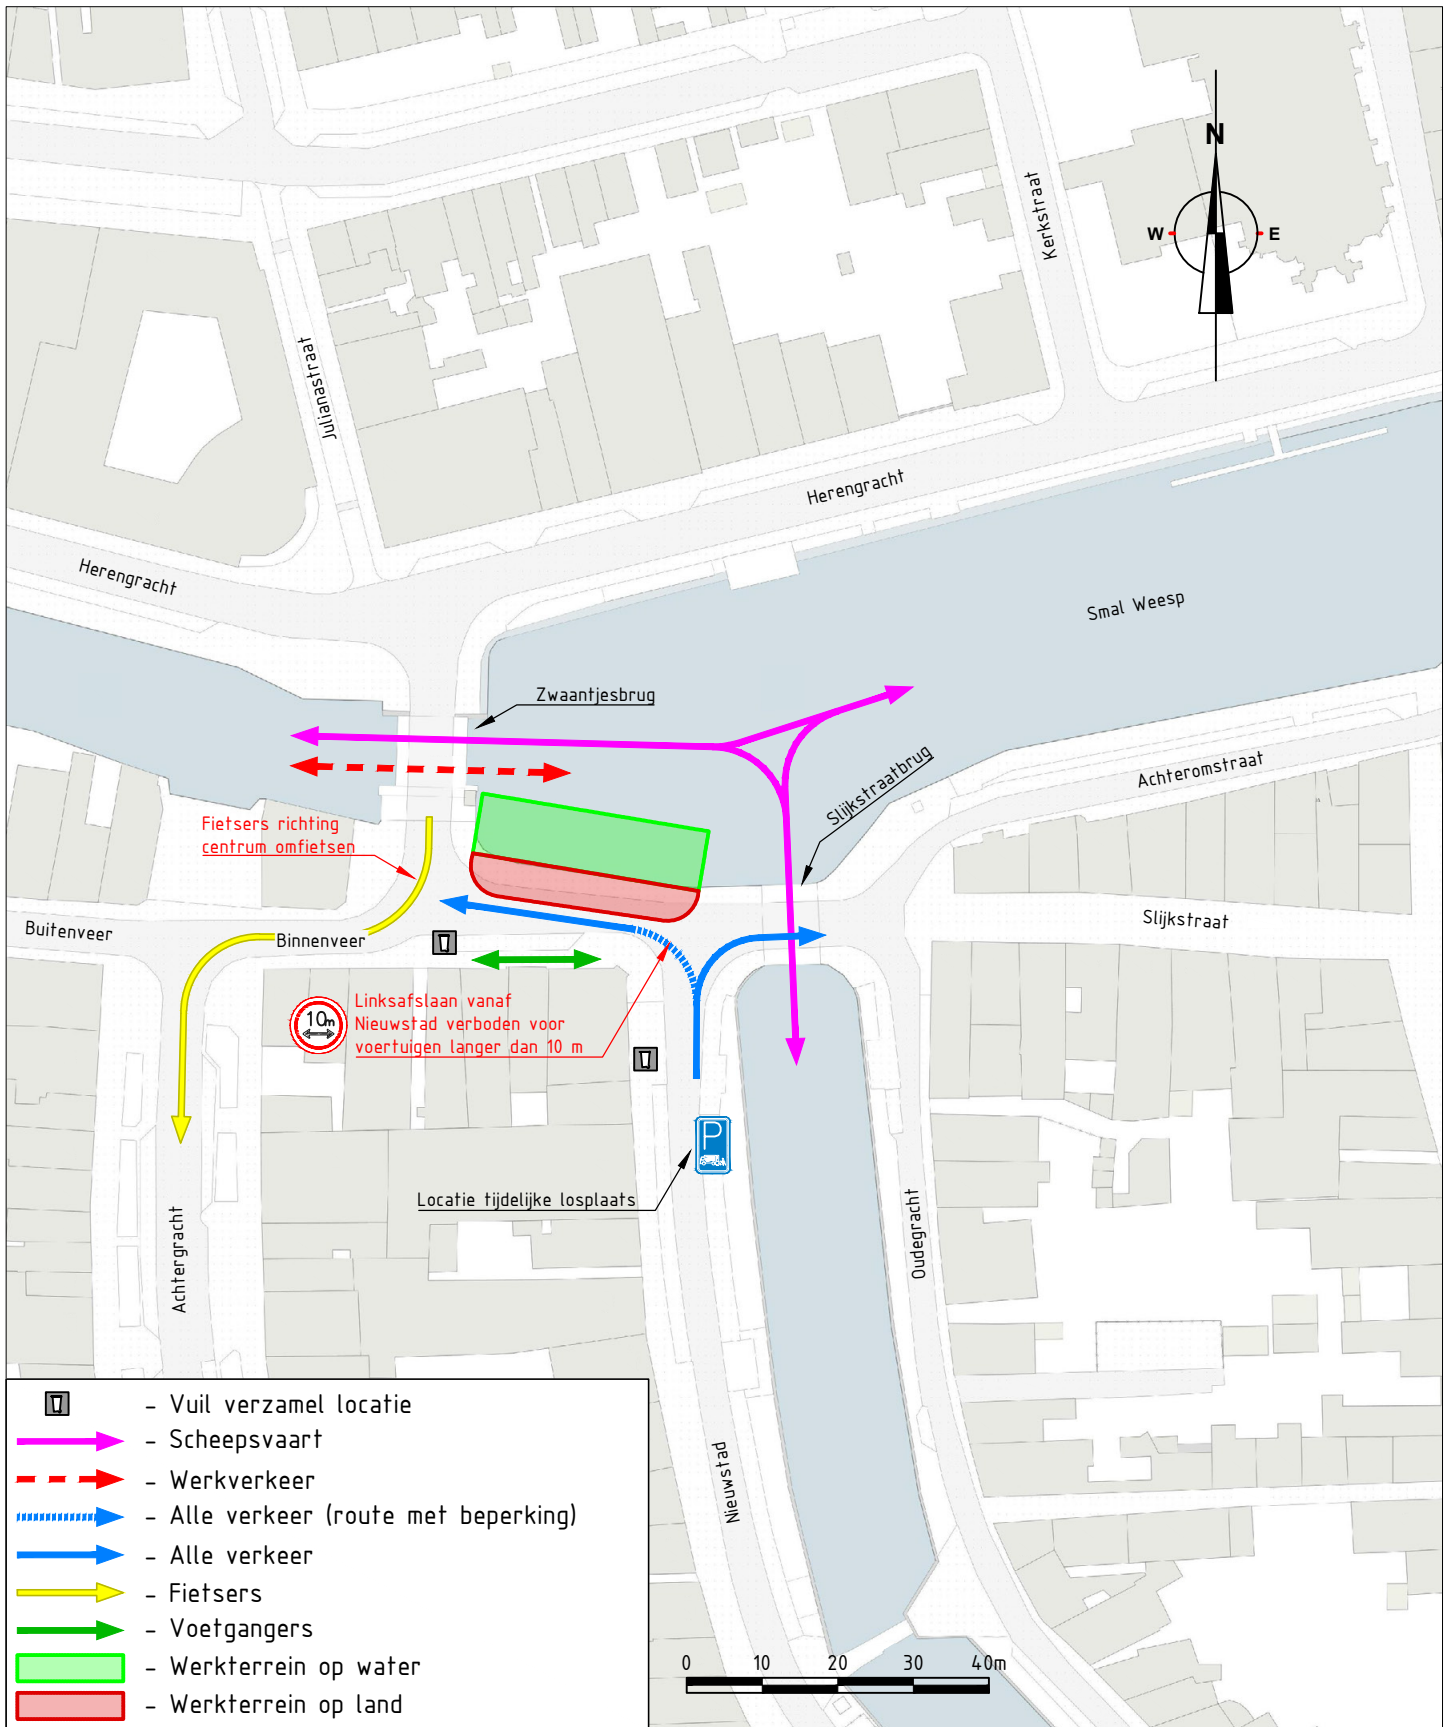 N
W
E
Kerkstraat
Julianastraat
Herengracht
Herengracht
Smal Weesp
Zwaantjesbrug
Slijkstraatbrug
Achteromstraat
Fietsers richting
centrum omfietsen
Buitenveer
Binnenveer
Slijkstraat
10m
Linksafslaan vanaf
Nieuwstad verboden voor
voertuigen langer dan 10 m
P
Locatie tijdelijke losplaats
Achtergracht
Oudegracht
Nieuwstad
- Vuil verzamel locatie
- Scheepsvaart
- Werkverkeer
- Alle verkeer (route met beperking)
- Alle verkeer
- Fietsers
- Voetgangers
- Werkterrein op water
- Werkterrein op land
0 10 20 30 40m